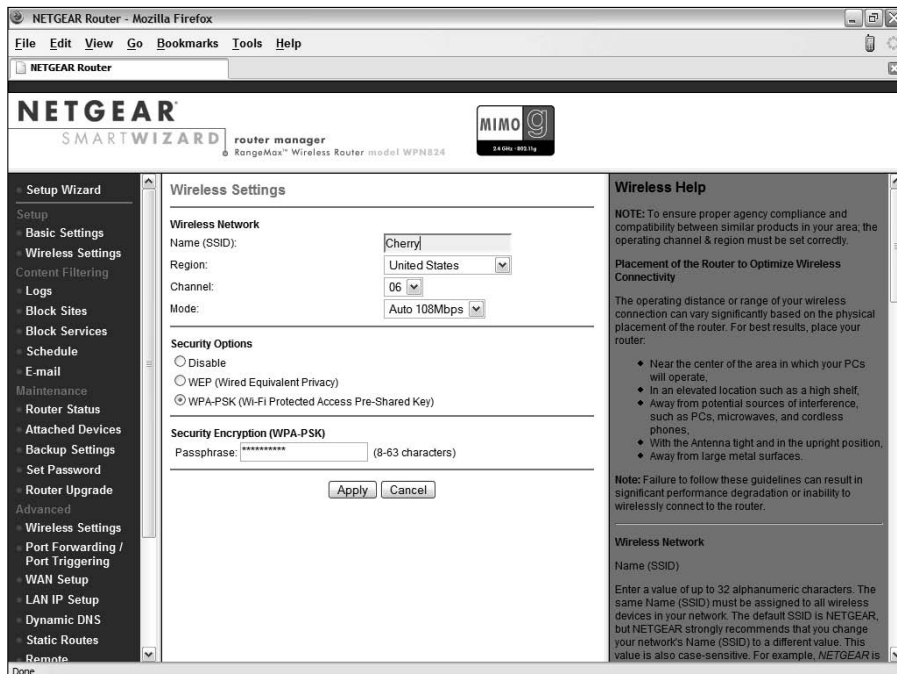 NETGEAR Router - Mozilla Firefox
File Edit View Go Bookmarks Tools Help
NETGEAR Router
NETGEAR
SMARTWIZARD router manager
RangeMax™ Wireless Router model WPN824
MIMO g
2.4 GHz - 802.11g
Setup Wizard
Setup
Basic Settings
Wireless Settings
Content Filtering
Logs
Block Sites
Block Services
Schedule
E-mail
Maintenance
Router Status
Attached Devices
Backup Settings
Set Password
Router Upgrade
Advanced
Wireless Settings
Port Forwarding /
Port Triggering
WAN Setup
LAN IP Setup
Dynamic DNS
Static Routes
Remote
Wireless Settings
Wireless Network
Name (SSID): Cherry
Region: United States
Channel: 06
Mode: Auto 108Mbps
Security Options
Disable
WEP (Wired Equivalent Privacy)
WPA-PSK (Wi-Fi Protected Access Pre-Shared Key)
Security Encryption (WPA-PSK)
Passphrase: ********** (8-63 characters)
Apply Cancel
Wireless Help
NOTE: To ensure proper agency compliance and
compatibility between similar products in your area; the
operating channel & region must be set correctly.
Placement of the Router to Optimize Wireless
Connectivity
The operating distance or range of your wireless
connection can vary significantly based on the physical
placement of the router. For best results, place your
router:
Near the center of the area in which your PCs
will operate,
In an elevated location such as a high shelf,
Away from potential sources of interference,
such as PCs, microwaves, and cordless
phones,
With the Antenna tight and in the upright position,
Away from large metal surfaces.
Note: Failure to follow these guidelines can result in
significant performance degradation or inability to
wirelessly connect to the router.
Wireless Network
Name (SSID)
Enter a value of up to 32 alphanumeric characters. The
same Name (SSID) must be assigned to all wireless
devices in your network. The default SSID is NETGEAR,
but NETGEAR strongly recommends that you change
your network's Name (SSID) to a different value. This
value is also case-sensitive. For example, NETGEAR is
Done